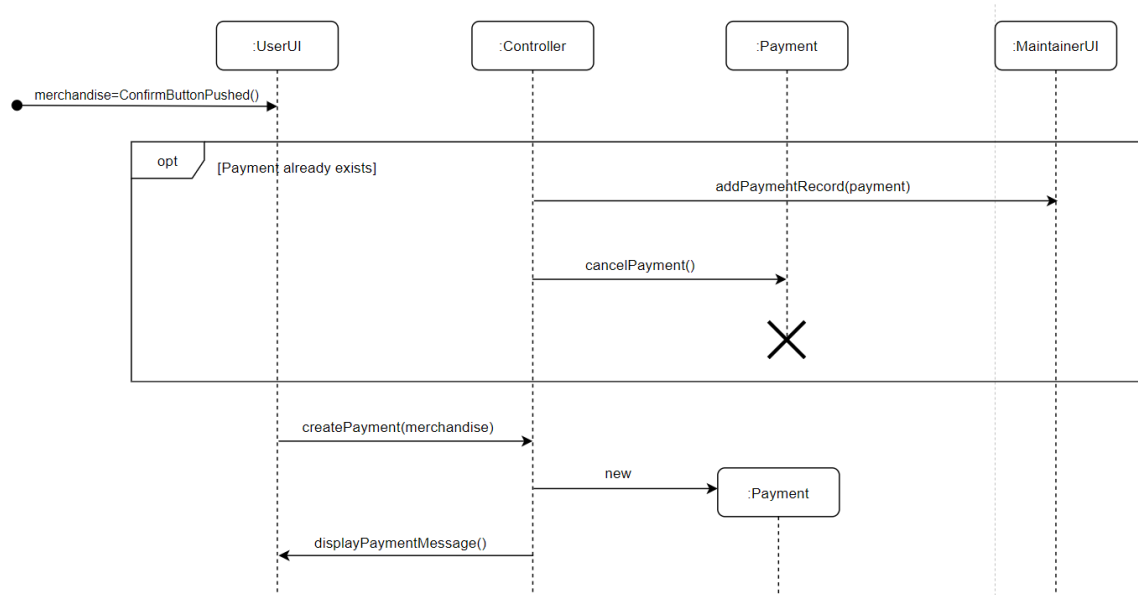 :UserUI
:Controller
:Payment
:MaintainerUI
merchandise=ConfirmButtonPushed()
opt
[Payment already exists]
addPaymentRecord(payment)
cancelPayment()
createPayment(merchandise)
new
:Payment
displayPaymentMessage()